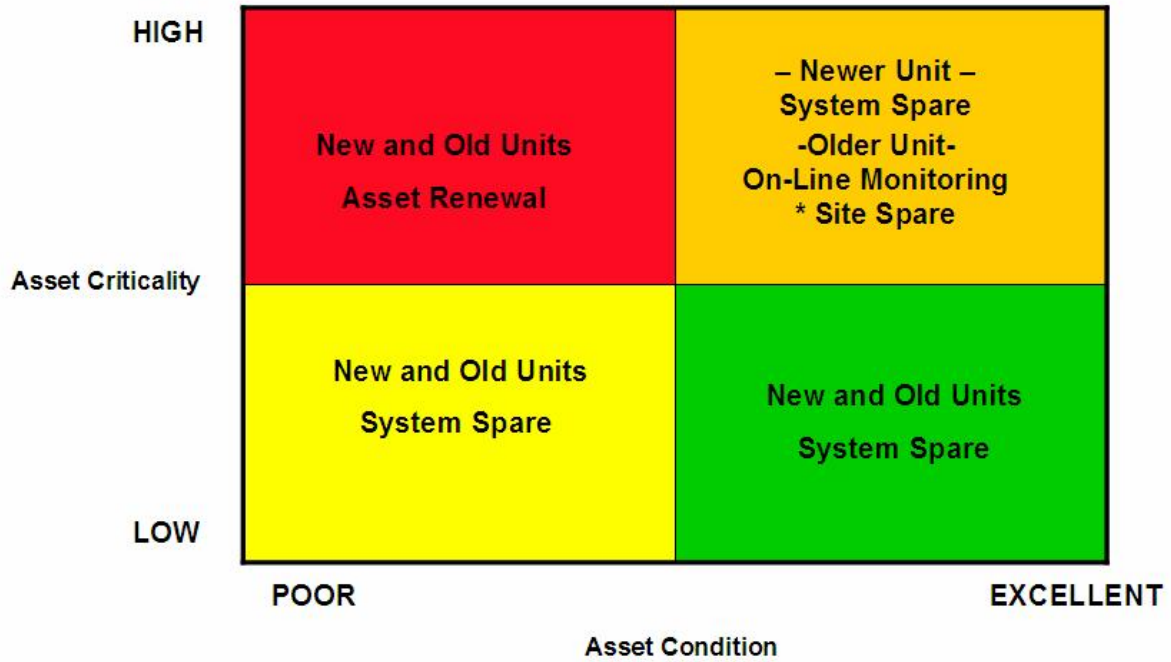 HIGH
New and Old Units
Asset Renewal
– Newer Unit –
System Spare
-Older Unit-
On-Line Monitoring
* Site Spare
Asset Criticality
New and Old Units
System Spare
New and Old Units
System Spare
LOW
POOR
EXCELLENT
Asset Condition